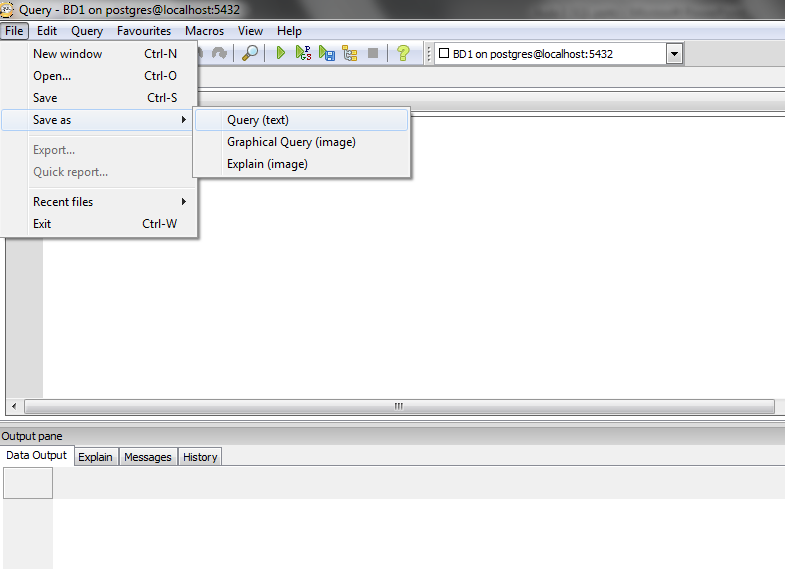 Query - BD1 on postgres@localhost:5432
File Edit Query Favourites Macros View Help
New window Ctrl-N
Open... Ctrl-O
Save Ctrl-S
Save as
Export...
Quick report...
Recent files
Exit Ctrl-W
BD1 on postgres@localhost:5432
Query (text)
Graphical Query (image)
Explain (image)
Output pane
Data Output Explain Messages History